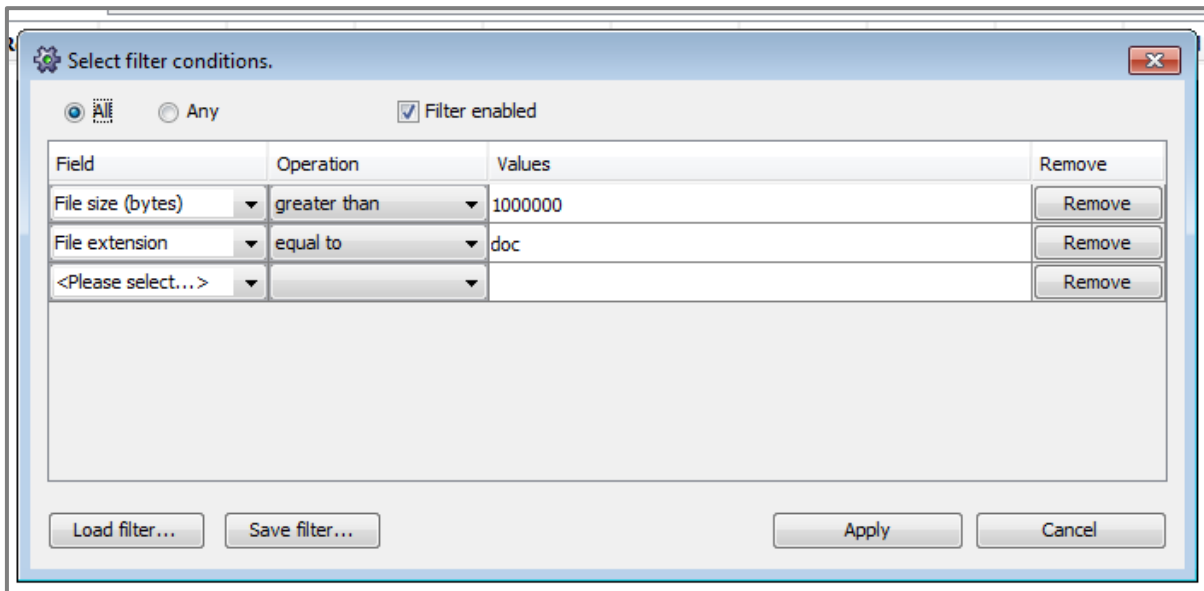 Select filter conditions.
All Any Filter enabled
Field Operation Values Remove
File size (bytes) greater than 1000000 Remove
File extension equal to doc Remove
<Please select...> Remove
Load filter... Save filter... Apply Cancel